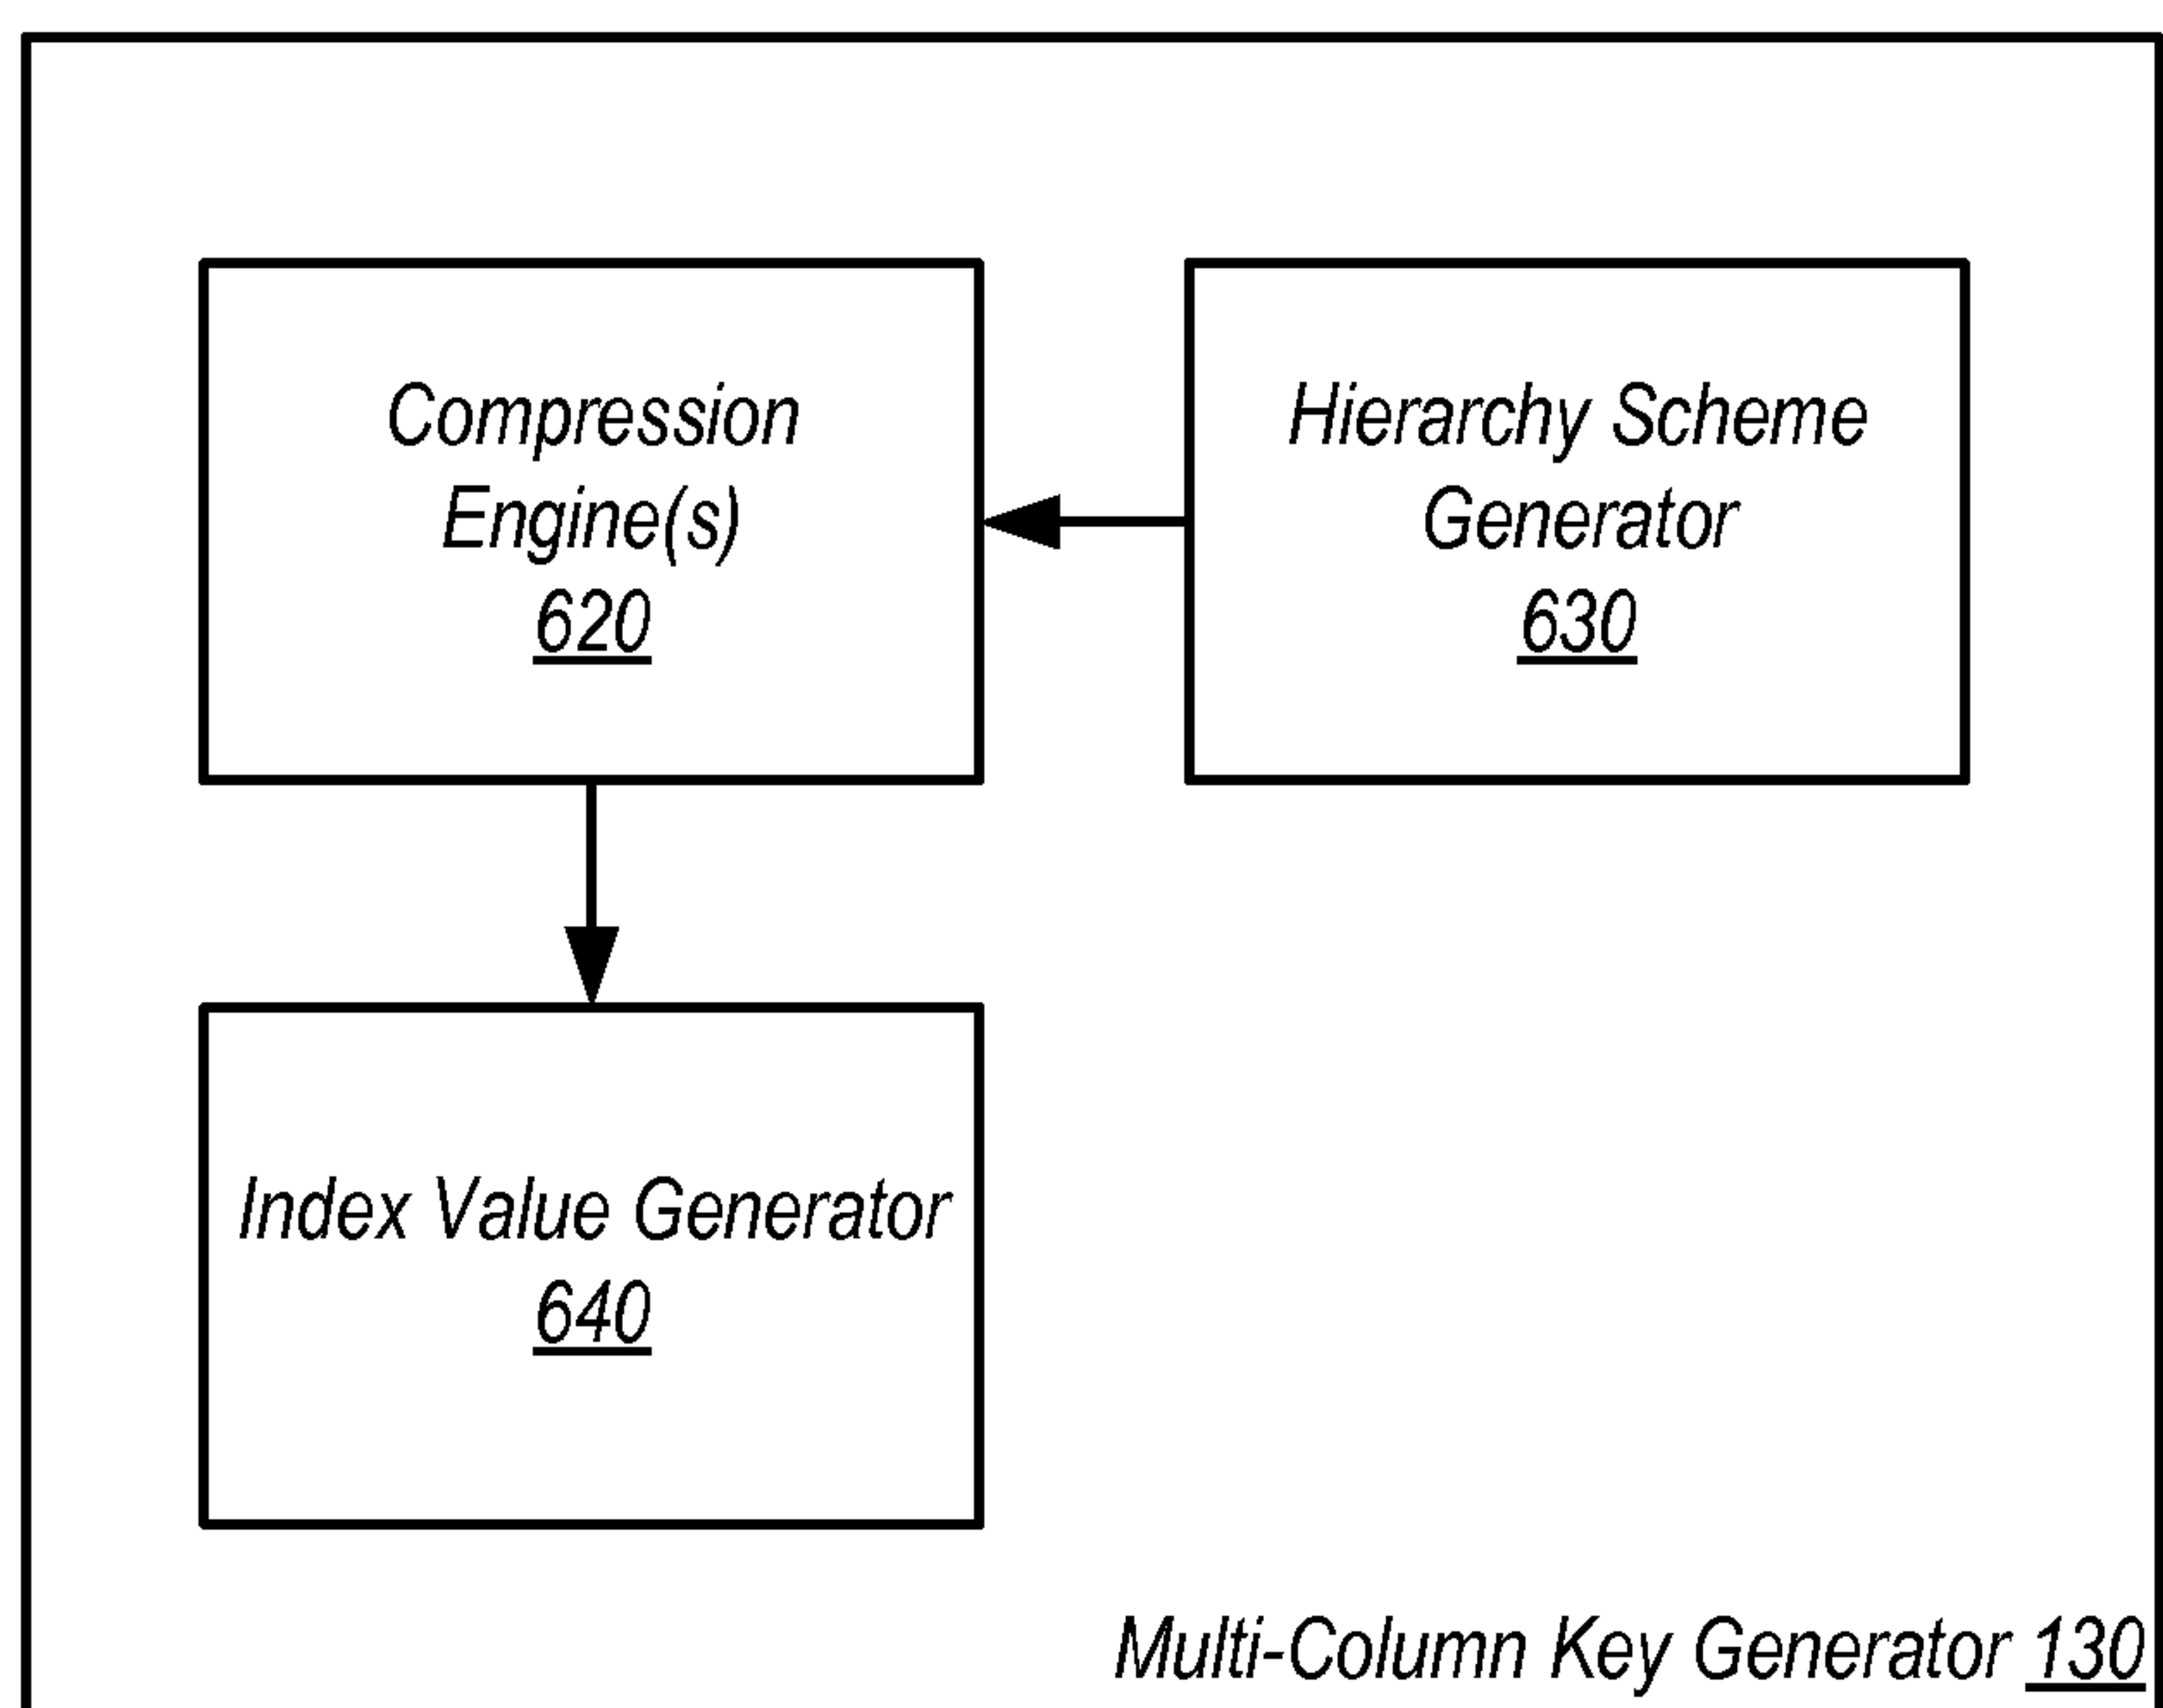 Compression
Engine(s)
620
Hierarchy Scheme
Generator
630
Index Value Generator
640
Multi-Column Key Generator 130